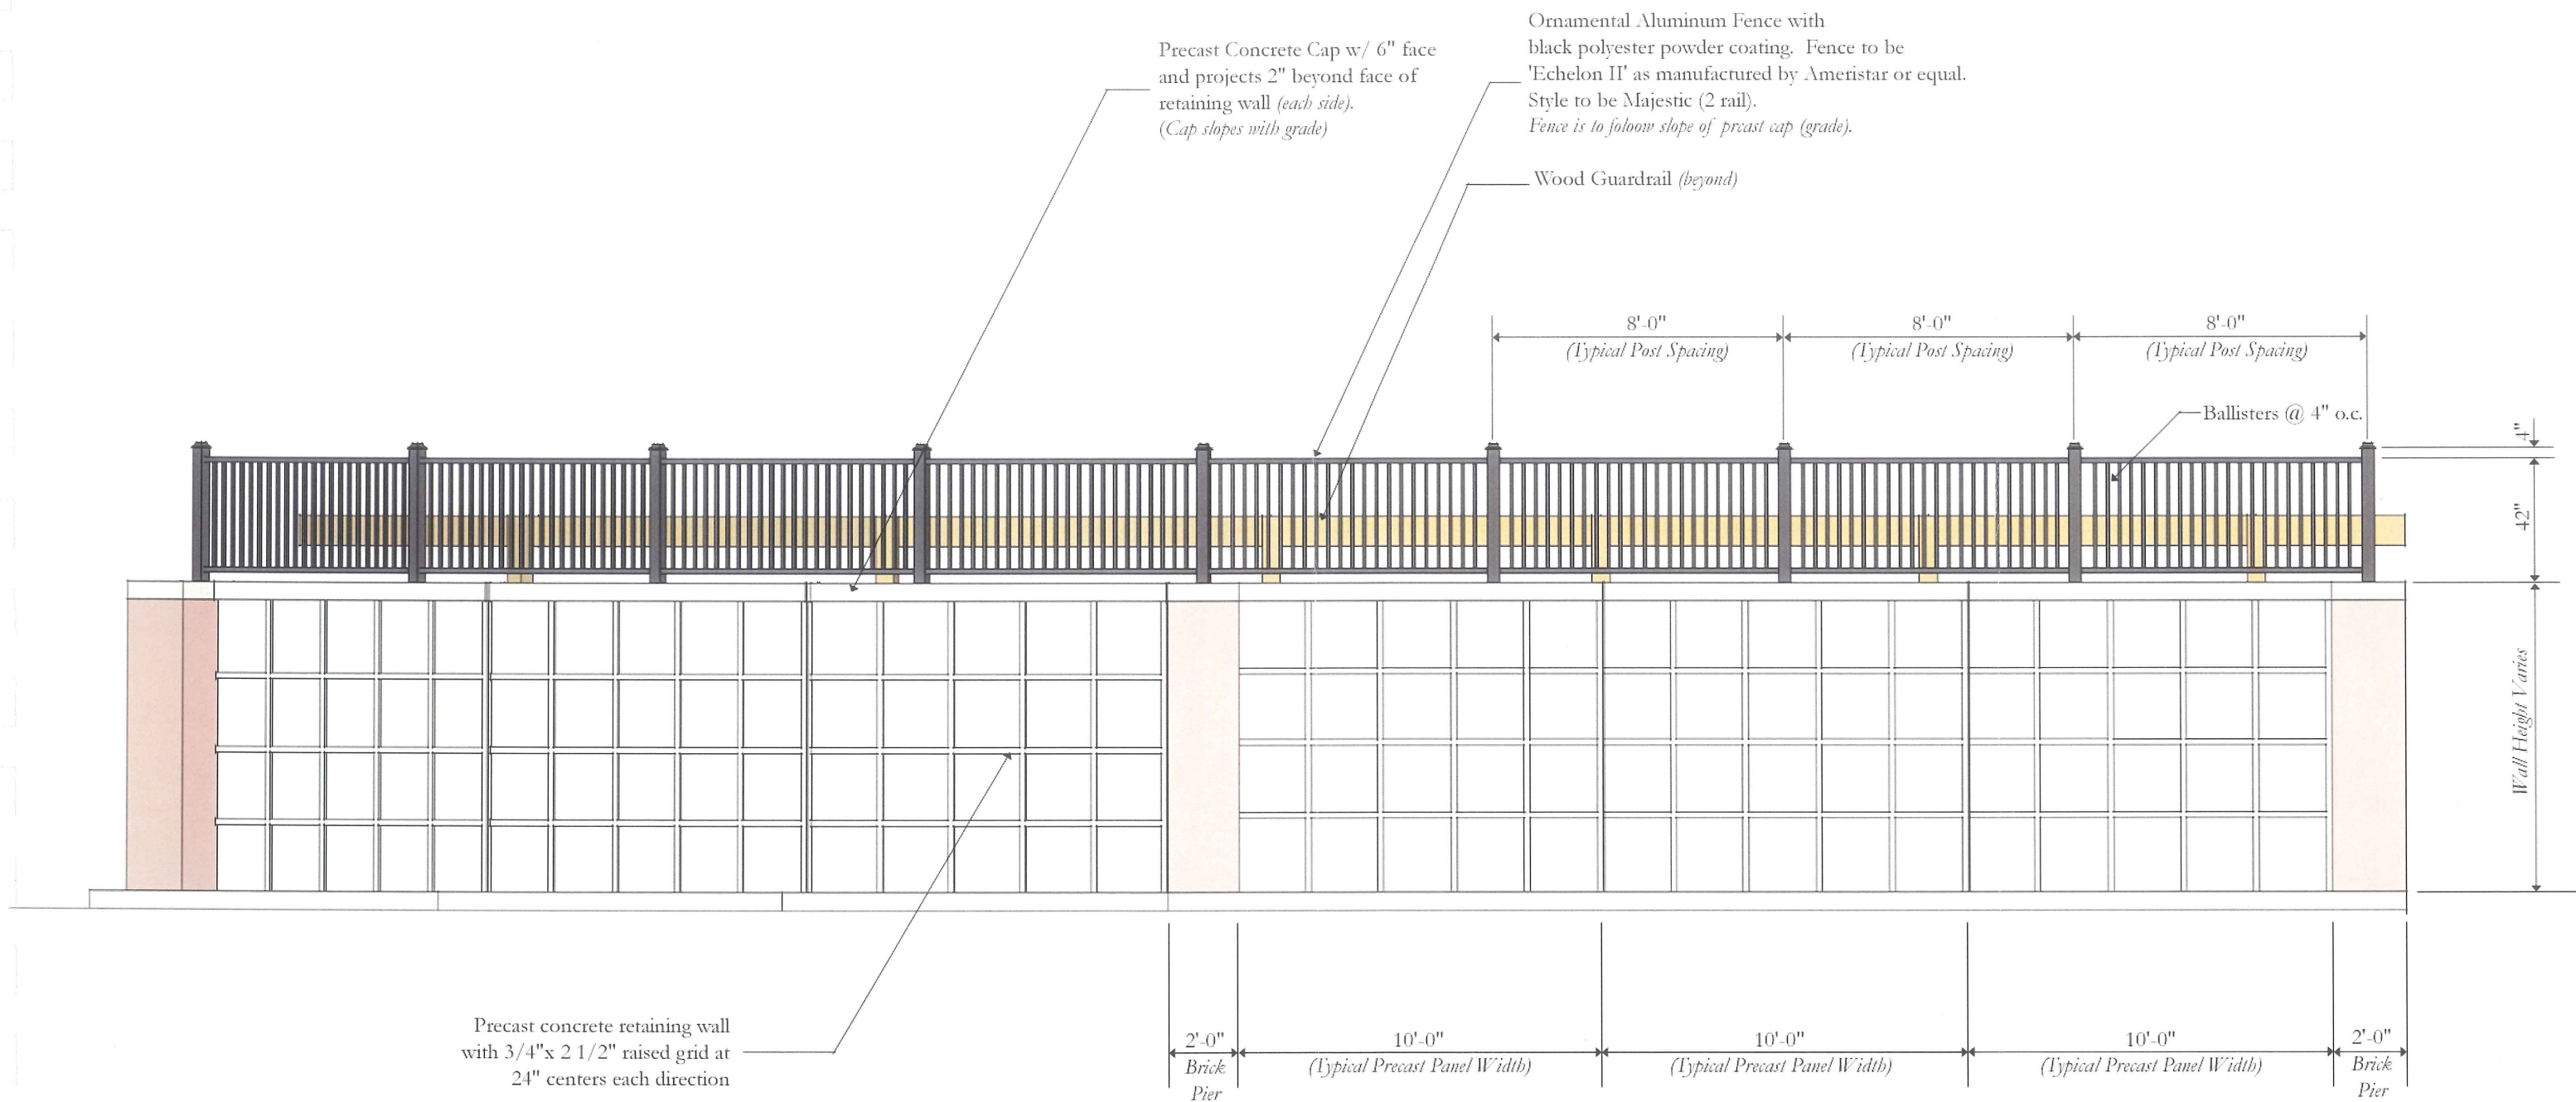 Ornamental Aluminum Fence with
black polyester powder coating. Fence to be
'Echelon II' as manufactured by Ameristar or equal.
Style to be Majestic (2 rail).
Fence is to foloow slope of prcast cap (grade).
Precast Concrete Cap w/ 6" face
and projects 2" beyond face of
retaining wall (each side).
(Cap slopes with grade)
Wood Guardrail (beyond)
8'-0"
(Typical Post Spacing)
8'-0"
(Typical Post Spacing)
8'-0"
(Typical Post Spacing)
Ballisters @ 4" o.c.
4"
42"
Wall Height Varies
Precast concrete retaining wall
with 3/4"x 2 1/2" raised grid at
24" centers each direction
2'-0"
Brick
Pier
10'-0"
(Typical Precast Panel Width)
10'-0"
(Typical Precast Panel Width)
10'-0"
(Typical Precast Panel Width)
2'-0"
Brick
Pier